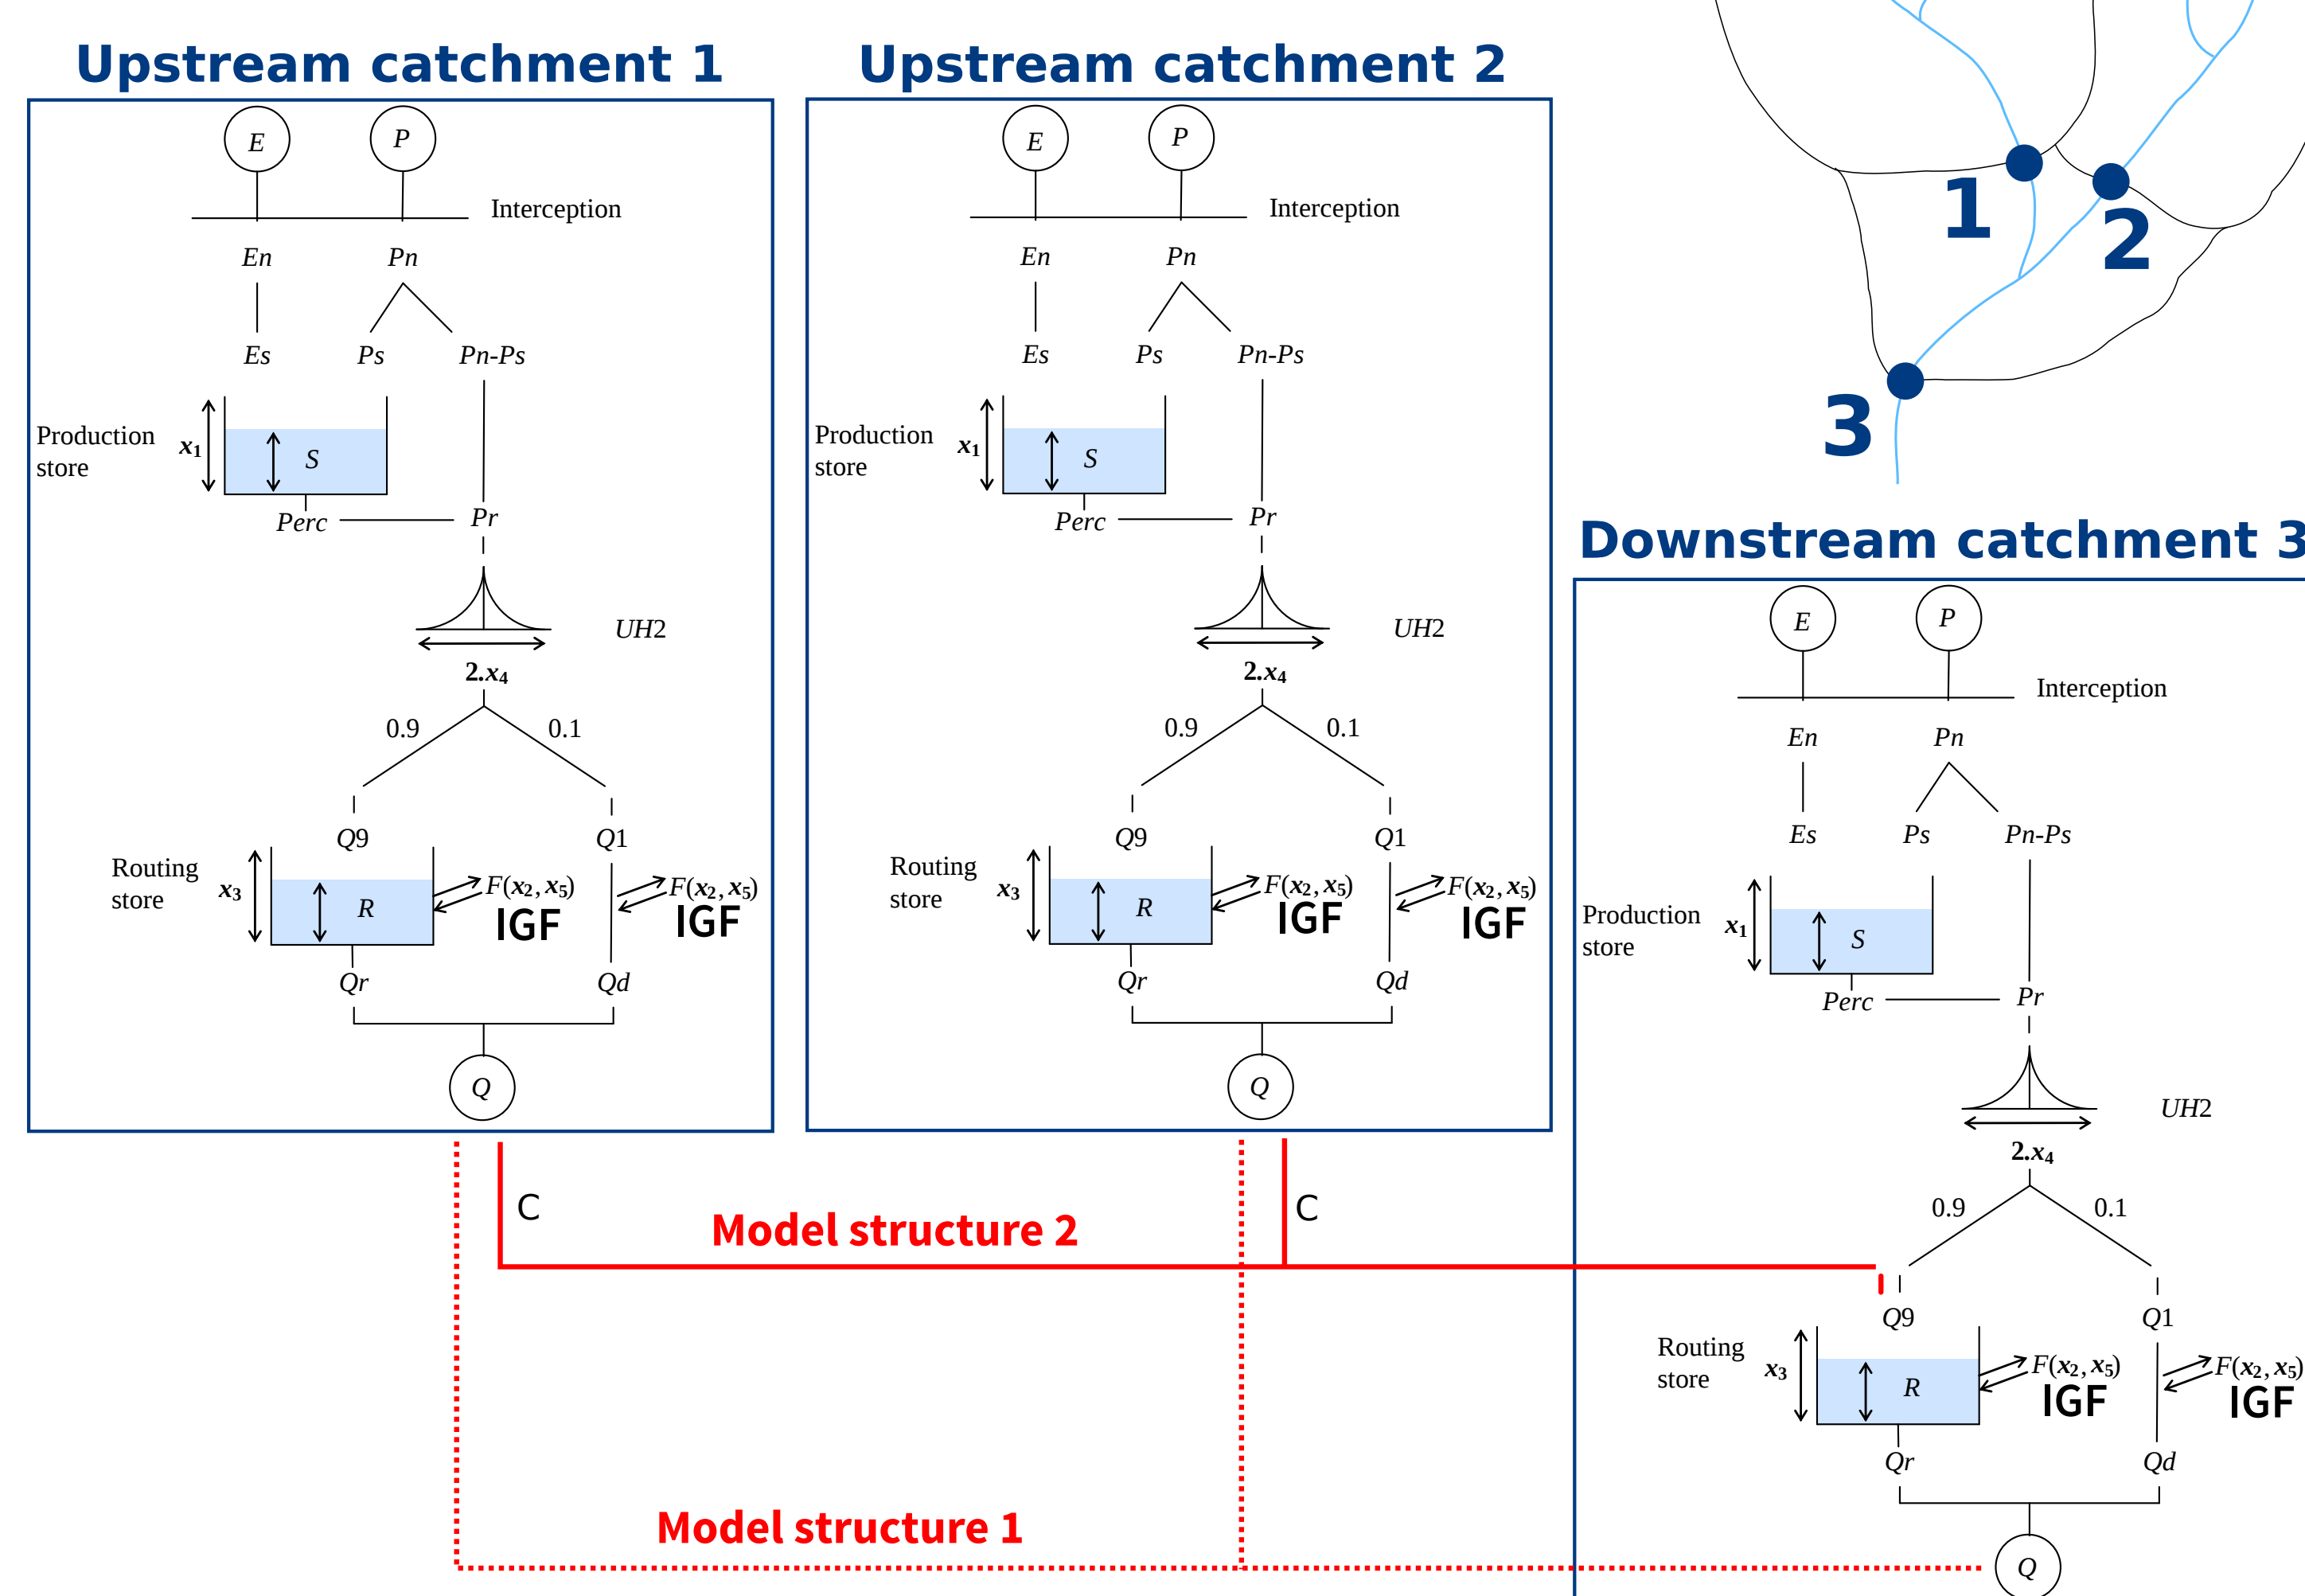 Upstream catchment 1
E
P
Interception
En
Pn
Es
Ps
Pn-Ps
Production
store
x1
S
Perc
Pr
UH2
2.x4
0.9
0.1
Q9
Q1
Routing
store
x3
R
F(x2, x5)
IGF
F(x2, x5)
IGF
Qr
Qd
Q
Upstream catchment 2
E
P
Interception
En
Pn
Es
Ps
Pn-Ps
Production
store
x1
S
Perc
Pr
UH2
2.x4
0.9
0.1
Q9
Q1
Routing
store
x3
R
F(x2, x5)
IGF
F(x2, x5)
IGF
Qr
Qd
Q
1
2
3
Downstream catchment 3
E
P
Interception
En
Pn
Es
Ps
Pn-Ps
Production
store
x1
S
Perc
Pr
UH2
2.x4
0.9
0.1
Q9
Q1
Routing
store
x3
R
F(x2, x5)
IGF
F(x2, x5)
IGF
Qr
Qd
Q
C
C
Model structure 2
Model structure 1